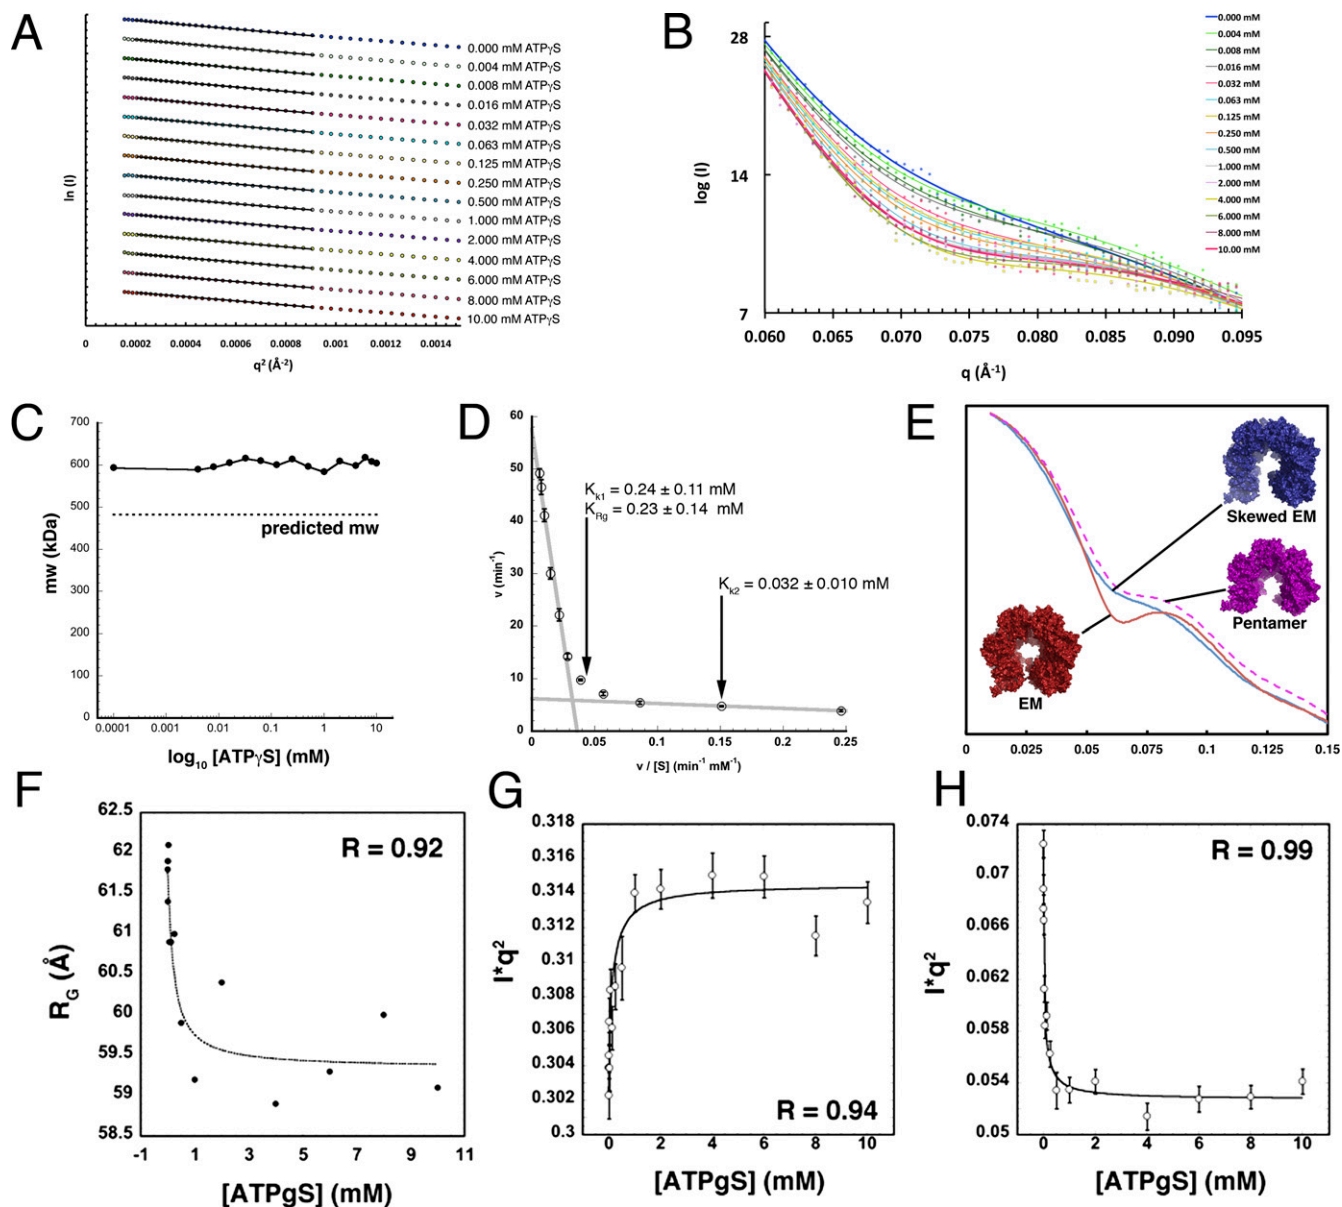 A
ln (I)
0.000 mM ATPγS
0.004 mM ATPγS
0.008 mM ATPγS
0.016 mM ATPγS
0.032 mM ATPγS
0.063 mM ATPγS
0.125 mM ATPγS
0.250 mM ATPγS
0.500 mM ATPγS
1.000 mM ATPγS
2.000 mM ATPγS
4.000 mM ATPγS
6.000 mM ATPγS
8.000 mM ATPγS
10.00 mM ATPγS
0 0.0002 0.0004 0.0006 0.0008 0.001 0.0012 0.0014
q² (Å⁻²)
B
log (I)
28
14
7
0.060 0.065 0.070 0.075 0.080 0.085 0.090 0.095
q (Å⁻¹)
0.000 mM
0.004 mM
0.008 mM
0.016 mM
0.032 mM
0.063 mM
0.125 mM
0.250 mM
0.500 mM
1.000 mM
2.000 mM
4.000 mM
6.000 mM
8.000 mM
10.00 mM
C
mw (kDa)
700
600
500
400
300
200
100
0
predicted mw
0.0001 0.001 0.01 0.1 1 10
log₁₀ [ATPγS] (mM)
D
v (min⁻¹)
60
50
40
30
20
10
0
K_k1 = 0.24 ± 0.11 mM
K_Rg = 0.23 ± 0.14 mM
K_k2 = 0.032 ± 0.010 mM
0 0.05 0.1 0.15 0.2 0.25
v / [S] (min⁻¹ mM⁻¹)
E
Skewed EM
Pentamer
EM
0 0.025 0.05 0.075 0.1 0.125 0.15
F
R_G (Å)
62.5
62
61.5
61
60.5
60
59.5
59
58.5
R = 0.92
-1 1 3 5 7 9 11
[ATPgS] (mM)
G
I*q²
0.318
0.316
0.314
0.312
0.31
0.308
0.306
0.304
0.302
0.3
R = 0.94
0 2 4 6 8 10
[ATPgS] (mM)
H
I*q²
0.074
0.07
0.066
0.062
0.058
0.054
0.05
R = 0.99
0 2 4 6 8 10
[ATPgS] (mM)